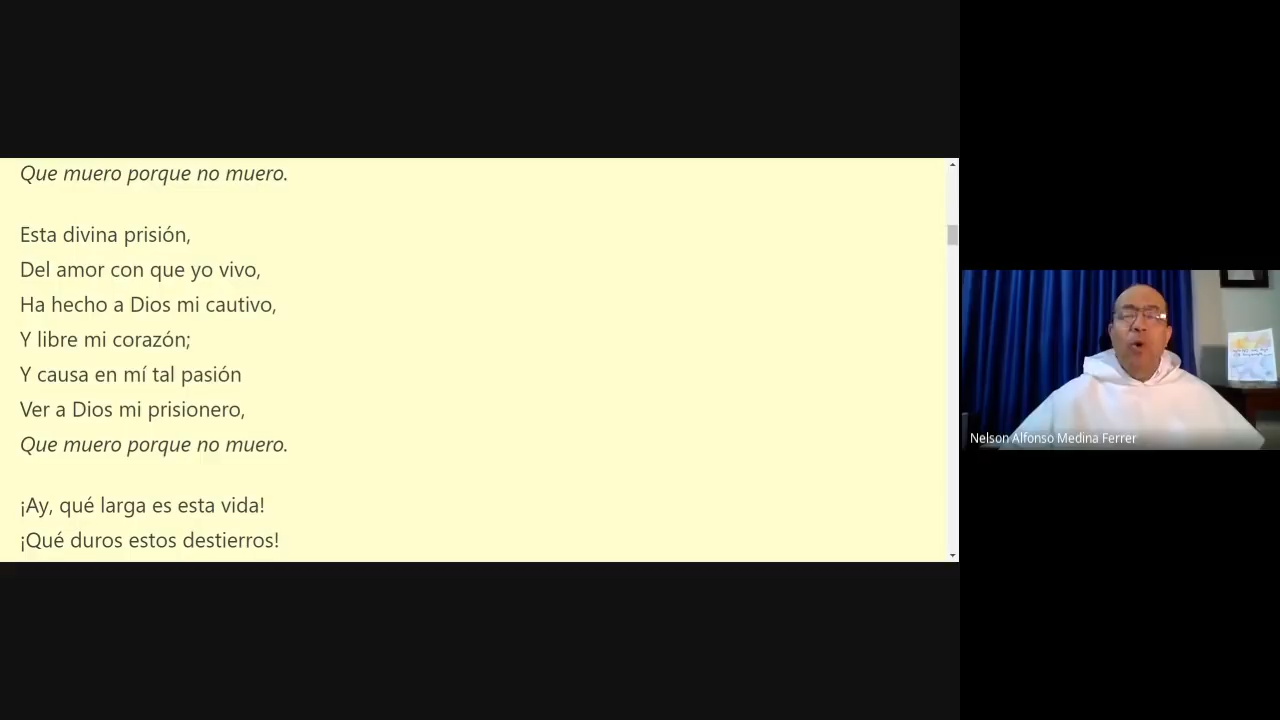 Que muero porque no muero.
Esta divina prisión,
Del amor con que yo vivo,
Ha hecho a Dios mi cautivo,
Y libre mi corazón;
Y causa en mí tal pasión
Ver a Dios mi prisionero,
Que muero porque no muero.
¡Ay, qué larga es esta vida!
¡Qué duros estos destierros!
Nelson Alfonso Medina Ferrer